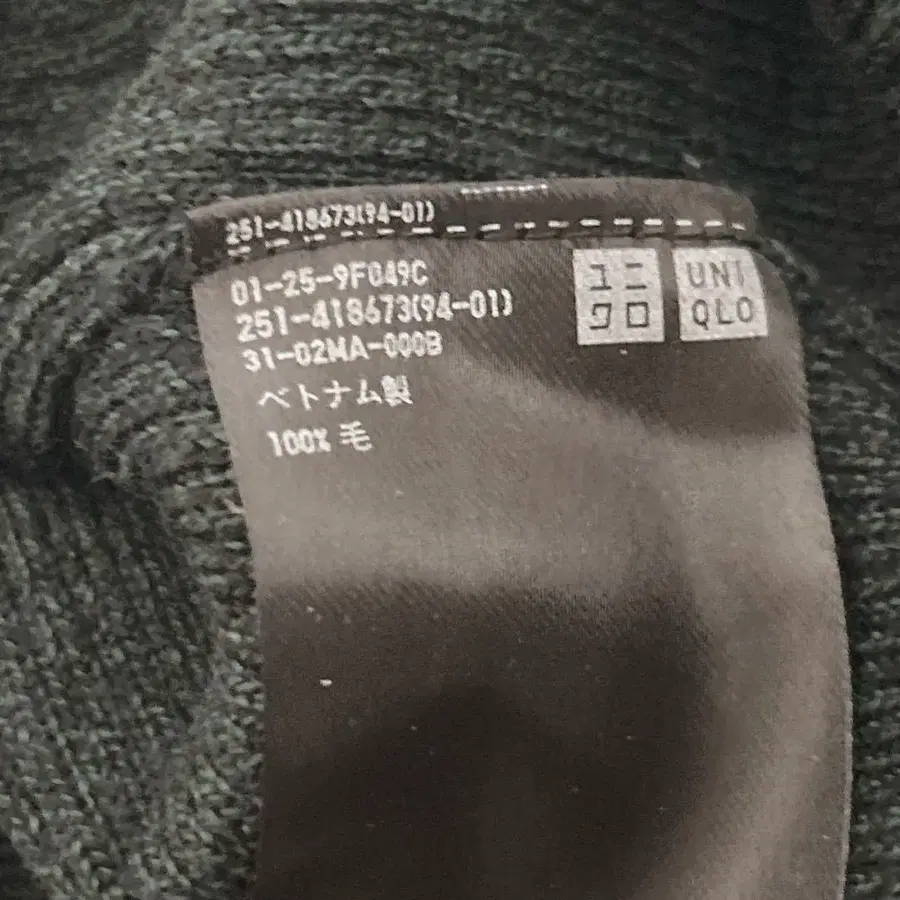 251-418673(94-01)
01-25-9F049C
251-418673(94-01)
31-02MA-000B
ベトナム製
100% 毛
ユニ
クロ
UNI
QLO